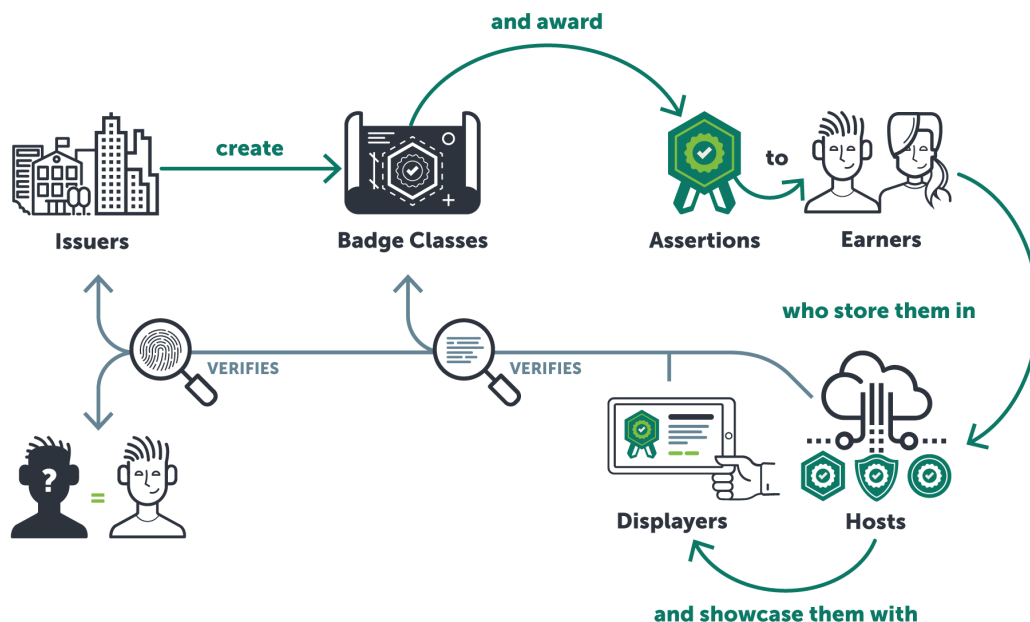 and award
create
to
Issuers
Badge Classes
Assertions
Earners
who store them in
VERIFIES
VERIFIES
?
=
Displayers
Hosts
and showcase them with